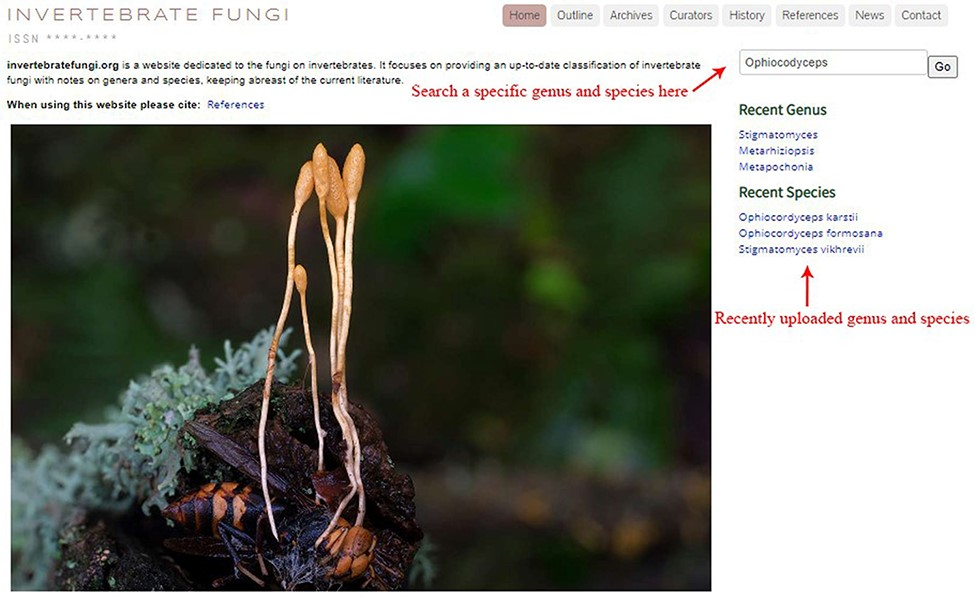 INVERTEBRATE FUNGI
Home Outline Archives Curators History References News Contact
ISSN ****-****
invertebratefungi.org is a website dedicated to the fungi on invertebrates. It focuses on providing an up-to-date classification of invertebrate
fungi with notes on genera and species, keeping abreast of the current literature.
Ophiocodyceps Go
Search a specific genus and species here
When using this website please cite: References
Recent Genus
Stigmatomyces
Metarhiziopsis
Metapochonia
Recent Species
Ophiocordyceps karstii
Ophiocordyceps formosana
Stigmatomyces vikhrevii
Recently uploaded genus and species